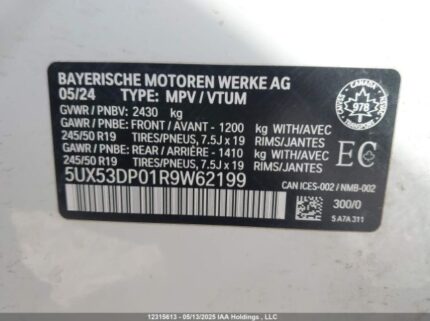 BAYERISCHE MOTOREN WERKE AG
05/24 TYPE: MPV / VTUM
GVWR / PNBV: 2430 kg
GAWR / PNBE: FRONT / AVANT - 1200 kg WITH/AVEC
245/50 R19 TIRES/PNEUS, 7.5J x 19 RIMS/JANTES
GAWR / PNBE: REAR / ARRIÈRE - 1410 kg WITH/AVEC
245/50 R19 TIRES/PNEUS, 7.5J x 19 RIMS/JANTES
5UX53DP01R9W62199
CANADA
978
EC
CAN ICES-002 / NMB-002
300/0
5 A7A 311
12315613 - 05/13/2025 IAA Holdings , LLC